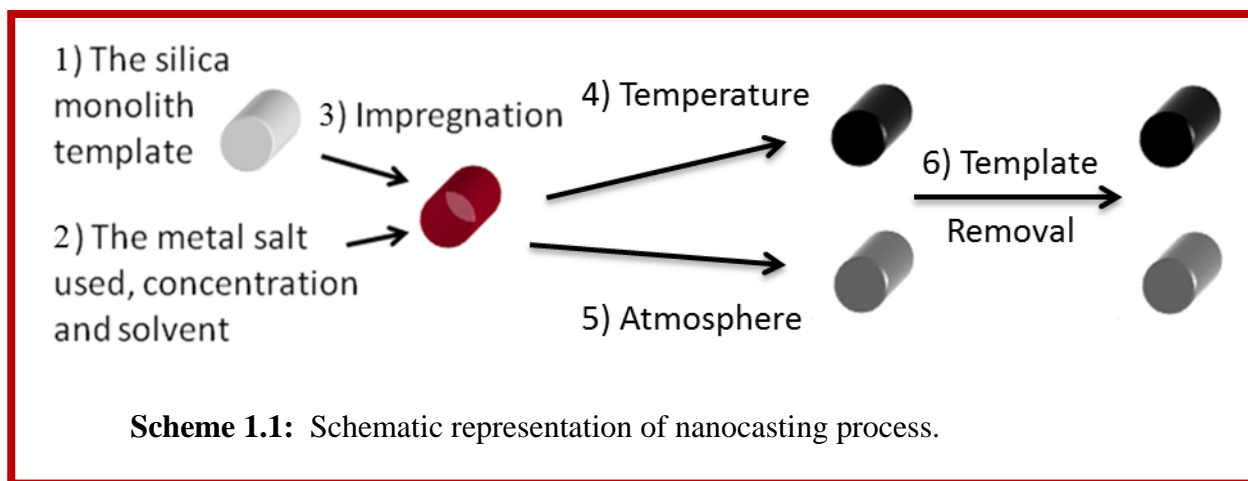 1) The silica
monolith
template
2) The metal salt
used, concentration
and solvent
3) Impregnation
4) Temperature
5) Atmosphere
6) Template
Removal
Scheme 1.1: Schematic representation of nanocasting process.